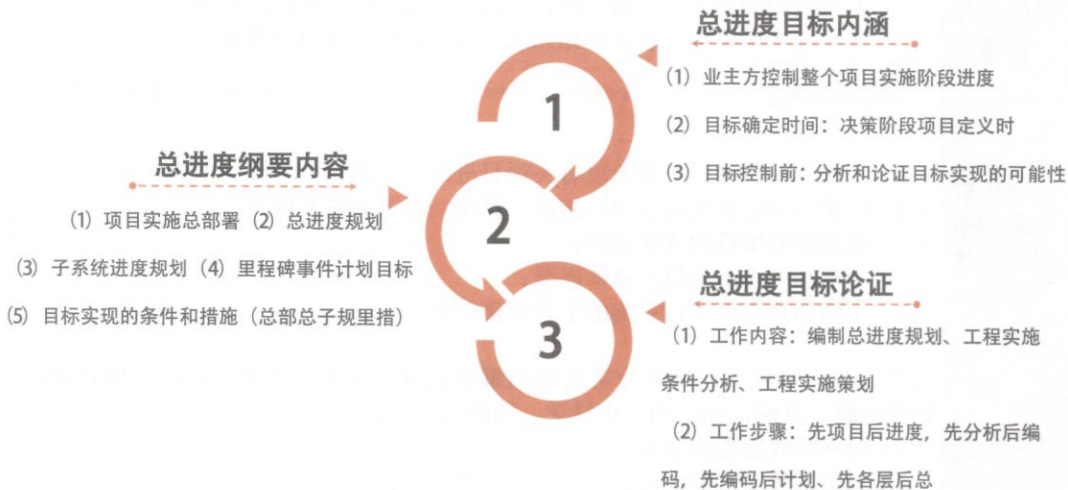 总进度目标内涵
(1) 业主方控制整个项目实施阶段进度
(2) 目标确定时间：决策阶段项目定义时
(3) 目标控制前：分析和论证目标实现的可能性
1
总进度纲要内容
(1) 项目实施总部署 (2) 总进度规划
(3) 子系统进度规划 (4) 里程碑事件计划目标
(5) 目标实现的条件和措施（总部总子规里措）
2
总进度目标论证
(1) 工作内容：编制总进度规划、工程实施
条件分析、工程实施策划
(2) 工作步骤：先项目后进度，先分析后编
码，先编码后计划、先各层后总
3